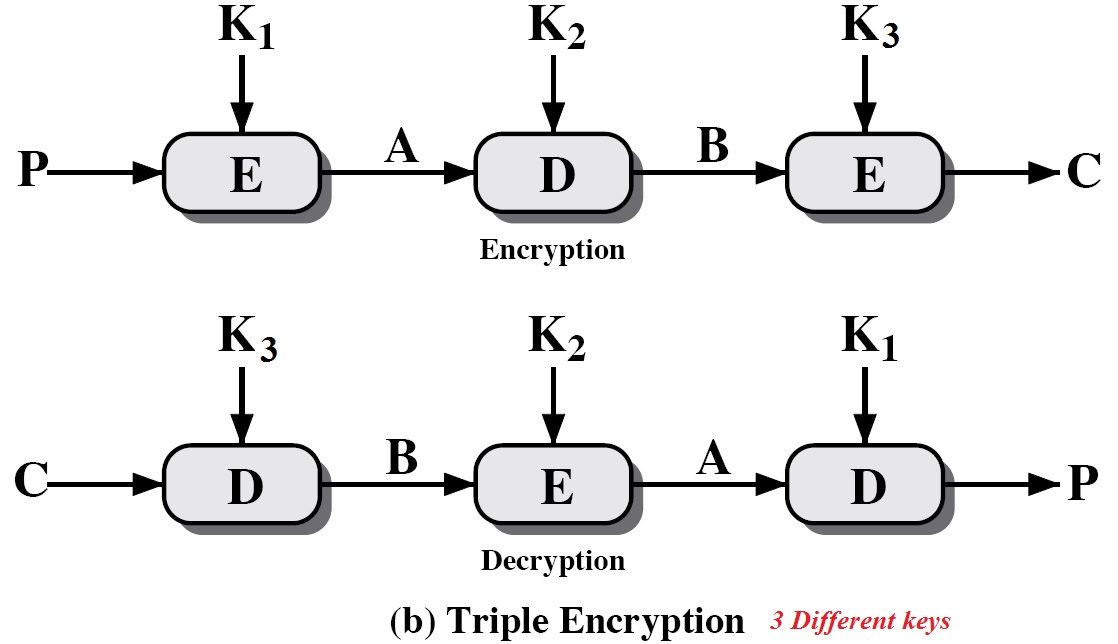 K1 K2 K3
P E A D B E C
Encryption
K3 K2 K1
C D B E A D P
Decryption
(b) Triple Encryption 3 Different keys